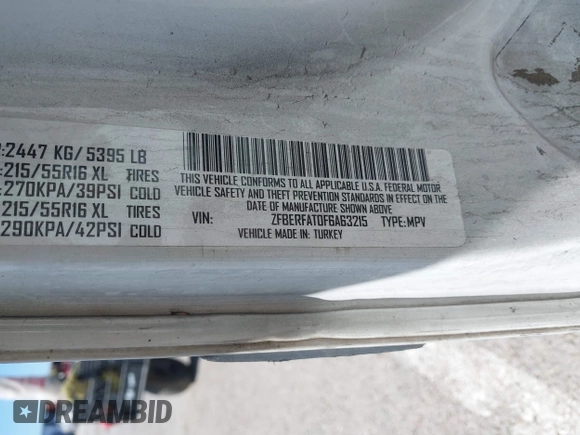 :2447 KG/ 5395 LB
:215/55R16 XL TIRES
:270KPA/39PSI COLD
:215/55R16 XL TIRES
:290KPA/42PSI COLD
THIS VEHICLE CONFORMS TO ALL APPLICABLE U.S.A. FEDERAL MOTOR
VEHICLE SAFETY AND THEFT PREVENTION STANDARDS IN EFFECT
ON THE DATE OF MANUFACTURE SHOWN ABOVE
VIN: ZFBERFAT0F6A63215 TYPE:MPV
VEHICLE MADE IN: TURKEY
DREAMBID